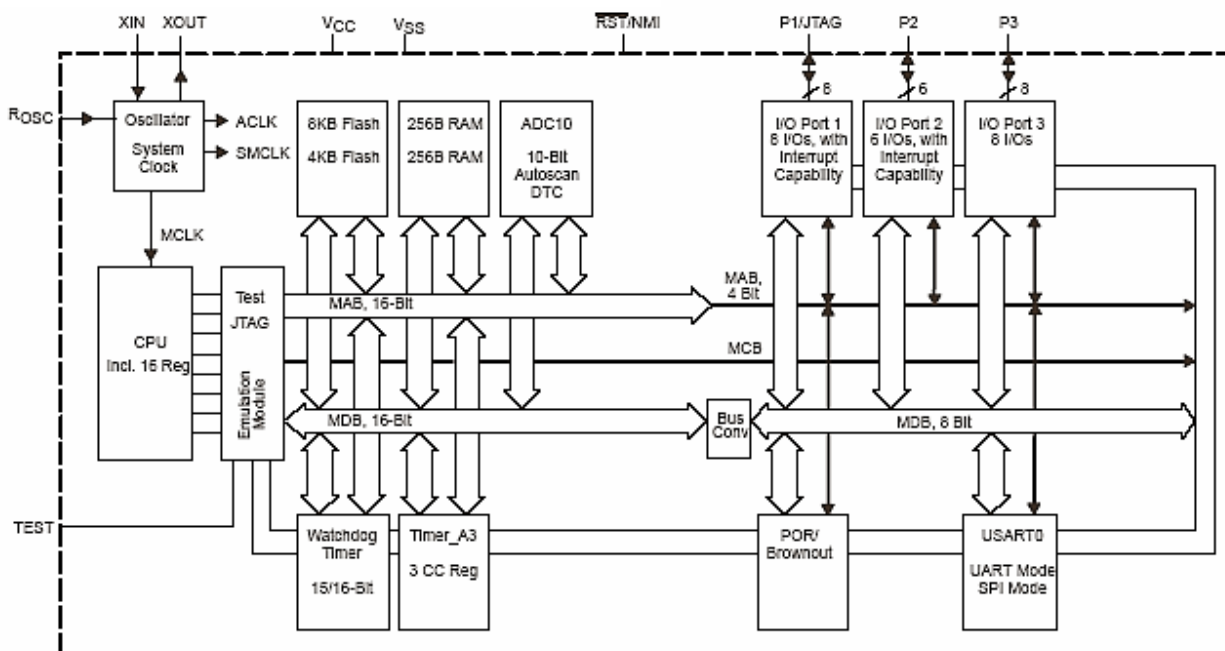 XIN XOUT VCC VSS RST/NMI P1/JTAG P2 P3
8 6 8
ROSC
Oscillator
System
Clock
ACLK
SMCLK
8KB Flash
4KB Flash
256B RAM
256B RAM
ADC10
10-Bit
Autoscan
DTC
I/O Port 1
8 I/Os, with
Interrupt
Capability
I/O Port 2
6 I/Os, with
Interrupt
Capability
I/O Port 3
8 I/Os
MCLK
CPU
Incl. 16 Reg
Test
JTAG
Emulation
Module
MAB, 16-Bit
MAB,
4 Bit
MCB
MDB, 16-Bit
Bus
Conv
MDB, 8 Bit
TEST
Watchdog
Timer
15/16-Bit
Timer_A3
3 CC Reg
POR/
Brownout
USART0
UART Mode
SPI Mode